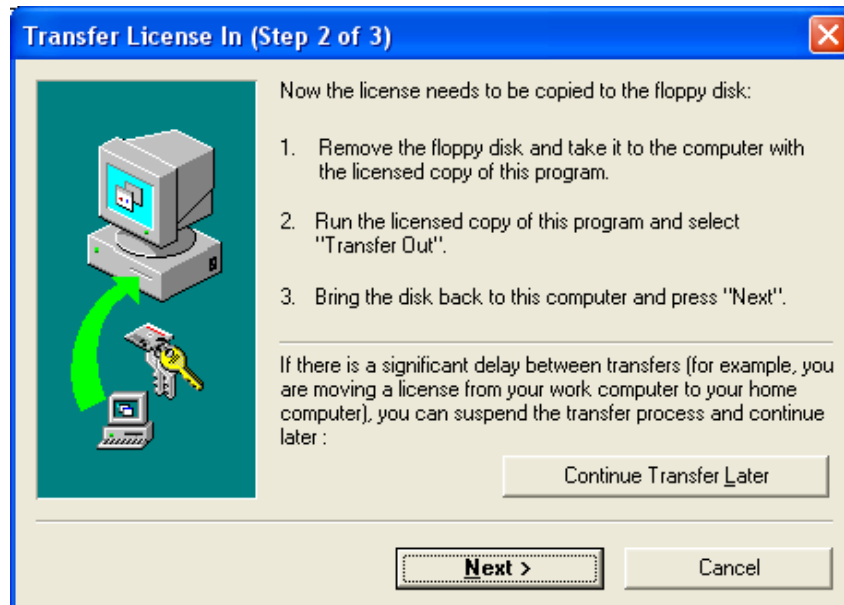 Transfer License In (Step 2 of 3)
Now the license needs to be copied to the floppy disk:
1. Remove the floppy disk and take it to the computer with
the licensed copy of this program.
2. Run the licensed copy of this program and select
"Transfer Out".
3. Bring the disk back to this computer and press "Next".
If there is a significant delay between transfers (for example, you
are moving a license from your work computer to your home
computer), you can suspend the transfer process and continue
later :
Continue Transfer Later
Next >
Cancel